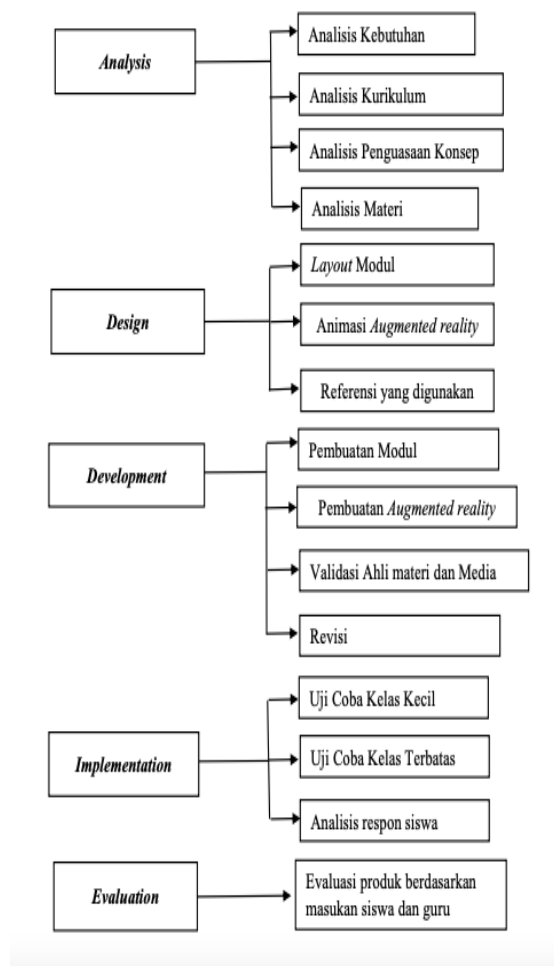 Analysis
Analisis Kebutuhan
Analisis Kurikulum
Analisis Penguasaan Konsep
Analisis Materi
Design
Layout Modul
Animasi Augmented reality
Referensi yang digunakan
Development
Pembuatan Modul
Pembuatan Augmented reality
Validasi Ahli materi dan Media
Revisi
Implementation
Uji Coba Kelas Kecil
Uji Coba Kelas Terbatas
Analisis respon siswa
Evaluation
Evaluasi produk berdasarkan
masukan siswa dan guru